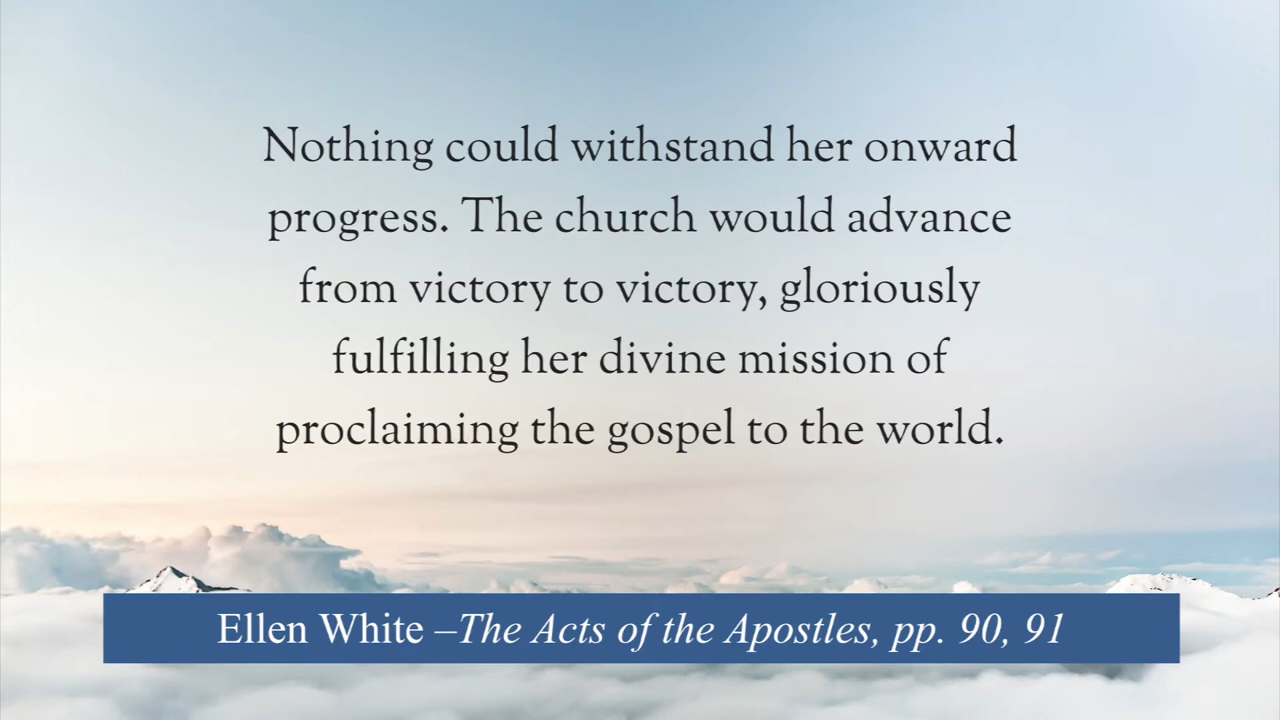 Nothing could withstand her onward
progress. The church would advance
from victory to victory, gloriously
fulfilling her divine mission of
proclaiming the gospel to the world.
Ellen White –The Acts of the Apostles, pp. 90, 91